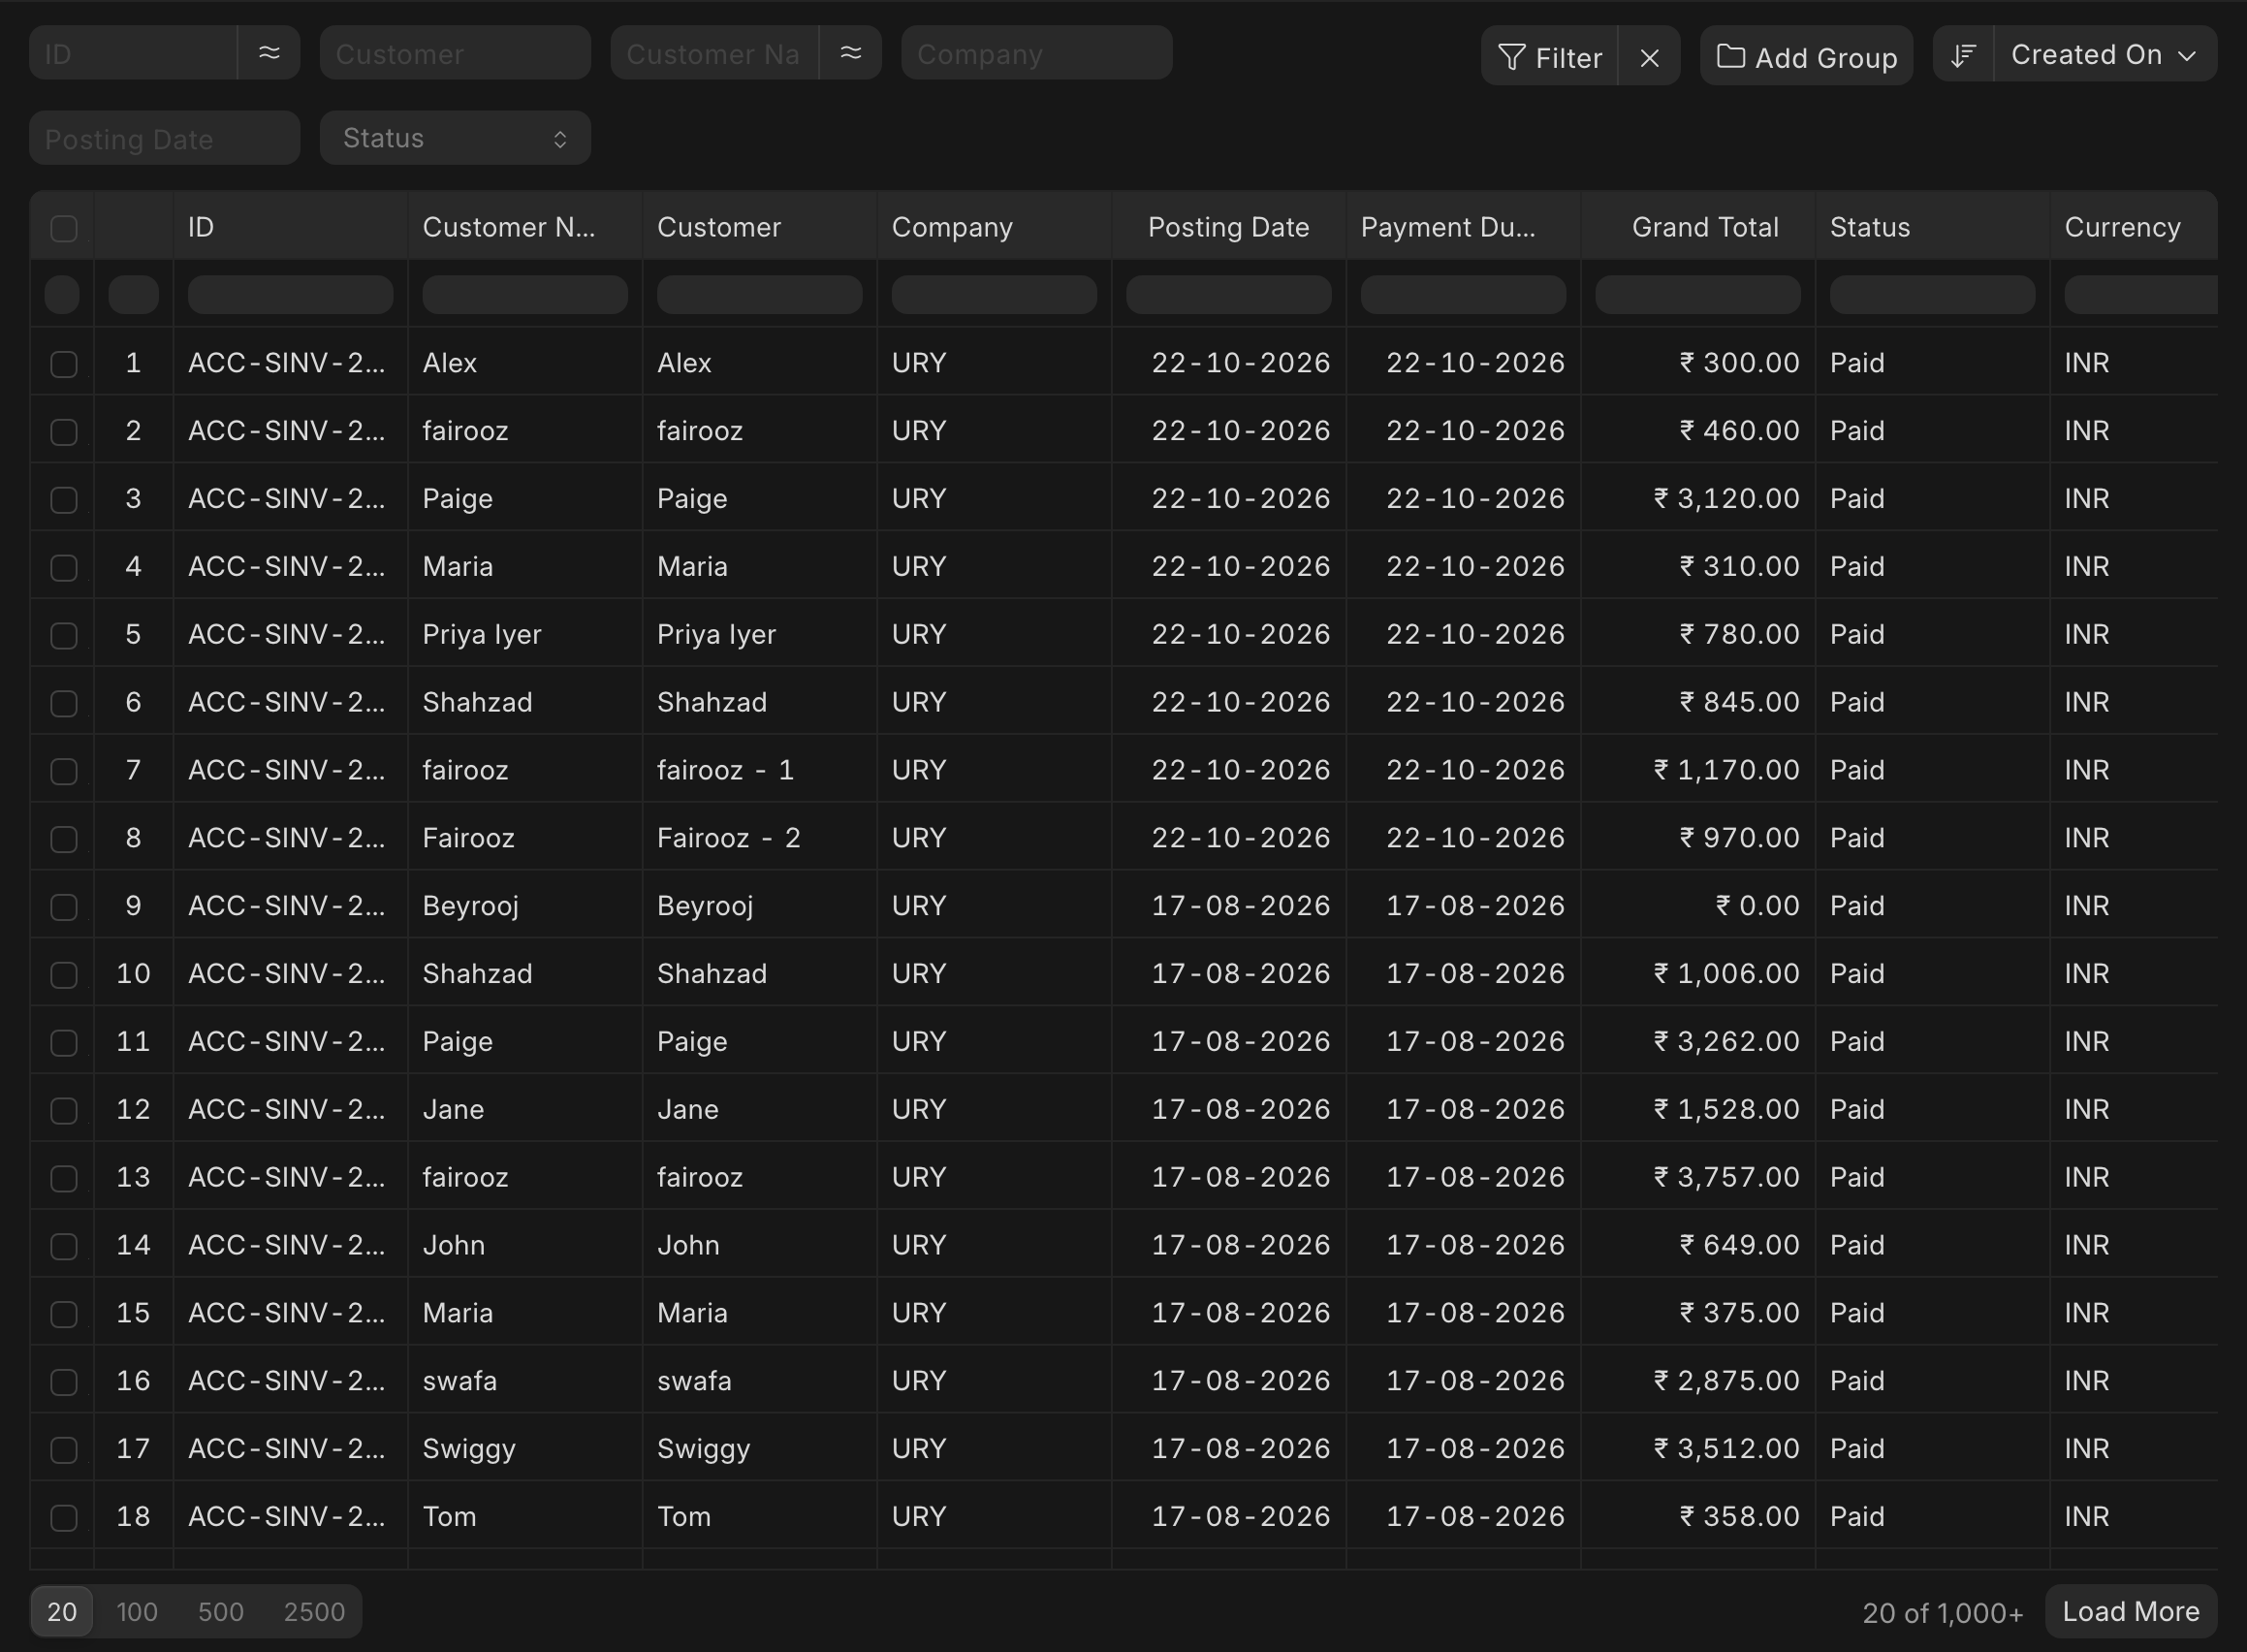 ID ≈ Customer Customer Na ≈ Company Filter × Add Group Created On
Posting Date Status
ID Customer N... Customer Company Posting Date Payment Du... Grand Total Status Currency
1 ACC-SINV-2... Alex Alex URY 22-10-2026 22-10-2026 ₹ 300.00 Paid INR
2 ACC-SINV-2... fairooz fairooz URY 22-10-2026 22-10-2026 ₹ 460.00 Paid INR
3 ACC-SINV-2... Paige Paige URY 22-10-2026 22-10-2026 ₹ 3,120.00 Paid INR
4 ACC-SINV-2... Maria Maria URY 22-10-2026 22-10-2026 ₹ 310.00 Paid INR
5 ACC-SINV-2... Priya Iyer Priya Iyer URY 22-10-2026 22-10-2026 ₹ 780.00 Paid INR
6 ACC-SINV-2... Shahzad Shahzad URY 22-10-2026 22-10-2026 ₹ 845.00 Paid INR
7 ACC-SINV-2... fairooz fairooz - 1 URY 22-10-2026 22-10-2026 ₹ 1,170.00 Paid INR
8 ACC-SINV-2... Fairooz Fairooz - 2 URY 22-10-2026 22-10-2026 ₹ 970.00 Paid INR
9 ACC-SINV-2... Beyrooj Beyrooj URY 17-08-2026 17-08-2026 ₹ 0.00 Paid INR
10 ACC-SINV-2... Shahzad Shahzad URY 17-08-2026 17-08-2026 ₹ 1,006.00 Paid INR
11 ACC-SINV-2... Paige Paige URY 17-08-2026 17-08-2026 ₹ 3,262.00 Paid INR
12 ACC-SINV-2... Jane Jane URY 17-08-2026 17-08-2026 ₹ 1,528.00 Paid INR
13 ACC-SINV-2... fairooz fairooz URY 17-08-2026 17-08-2026 ₹ 3,757.00 Paid INR
14 ACC-SINV-2... John John URY 17-08-2026 17-08-2026 ₹ 649.00 Paid INR
15 ACC-SINV-2... Maria Maria URY 17-08-2026 17-08-2026 ₹ 375.00 Paid INR
16 ACC-SINV-2... swafa swafa URY 17-08-2026 17-08-2026 ₹ 2,875.00 Paid INR
17 ACC-SINV-2... Swiggy Swiggy URY 17-08-2026 17-08-2026 ₹ 3,512.00 Paid INR
18 ACC-SINV-2... Tom Tom URY 17-08-2026 17-08-2026 ₹ 358.00 Paid INR
20 100 500 2500 20 of 1,000+ Load More